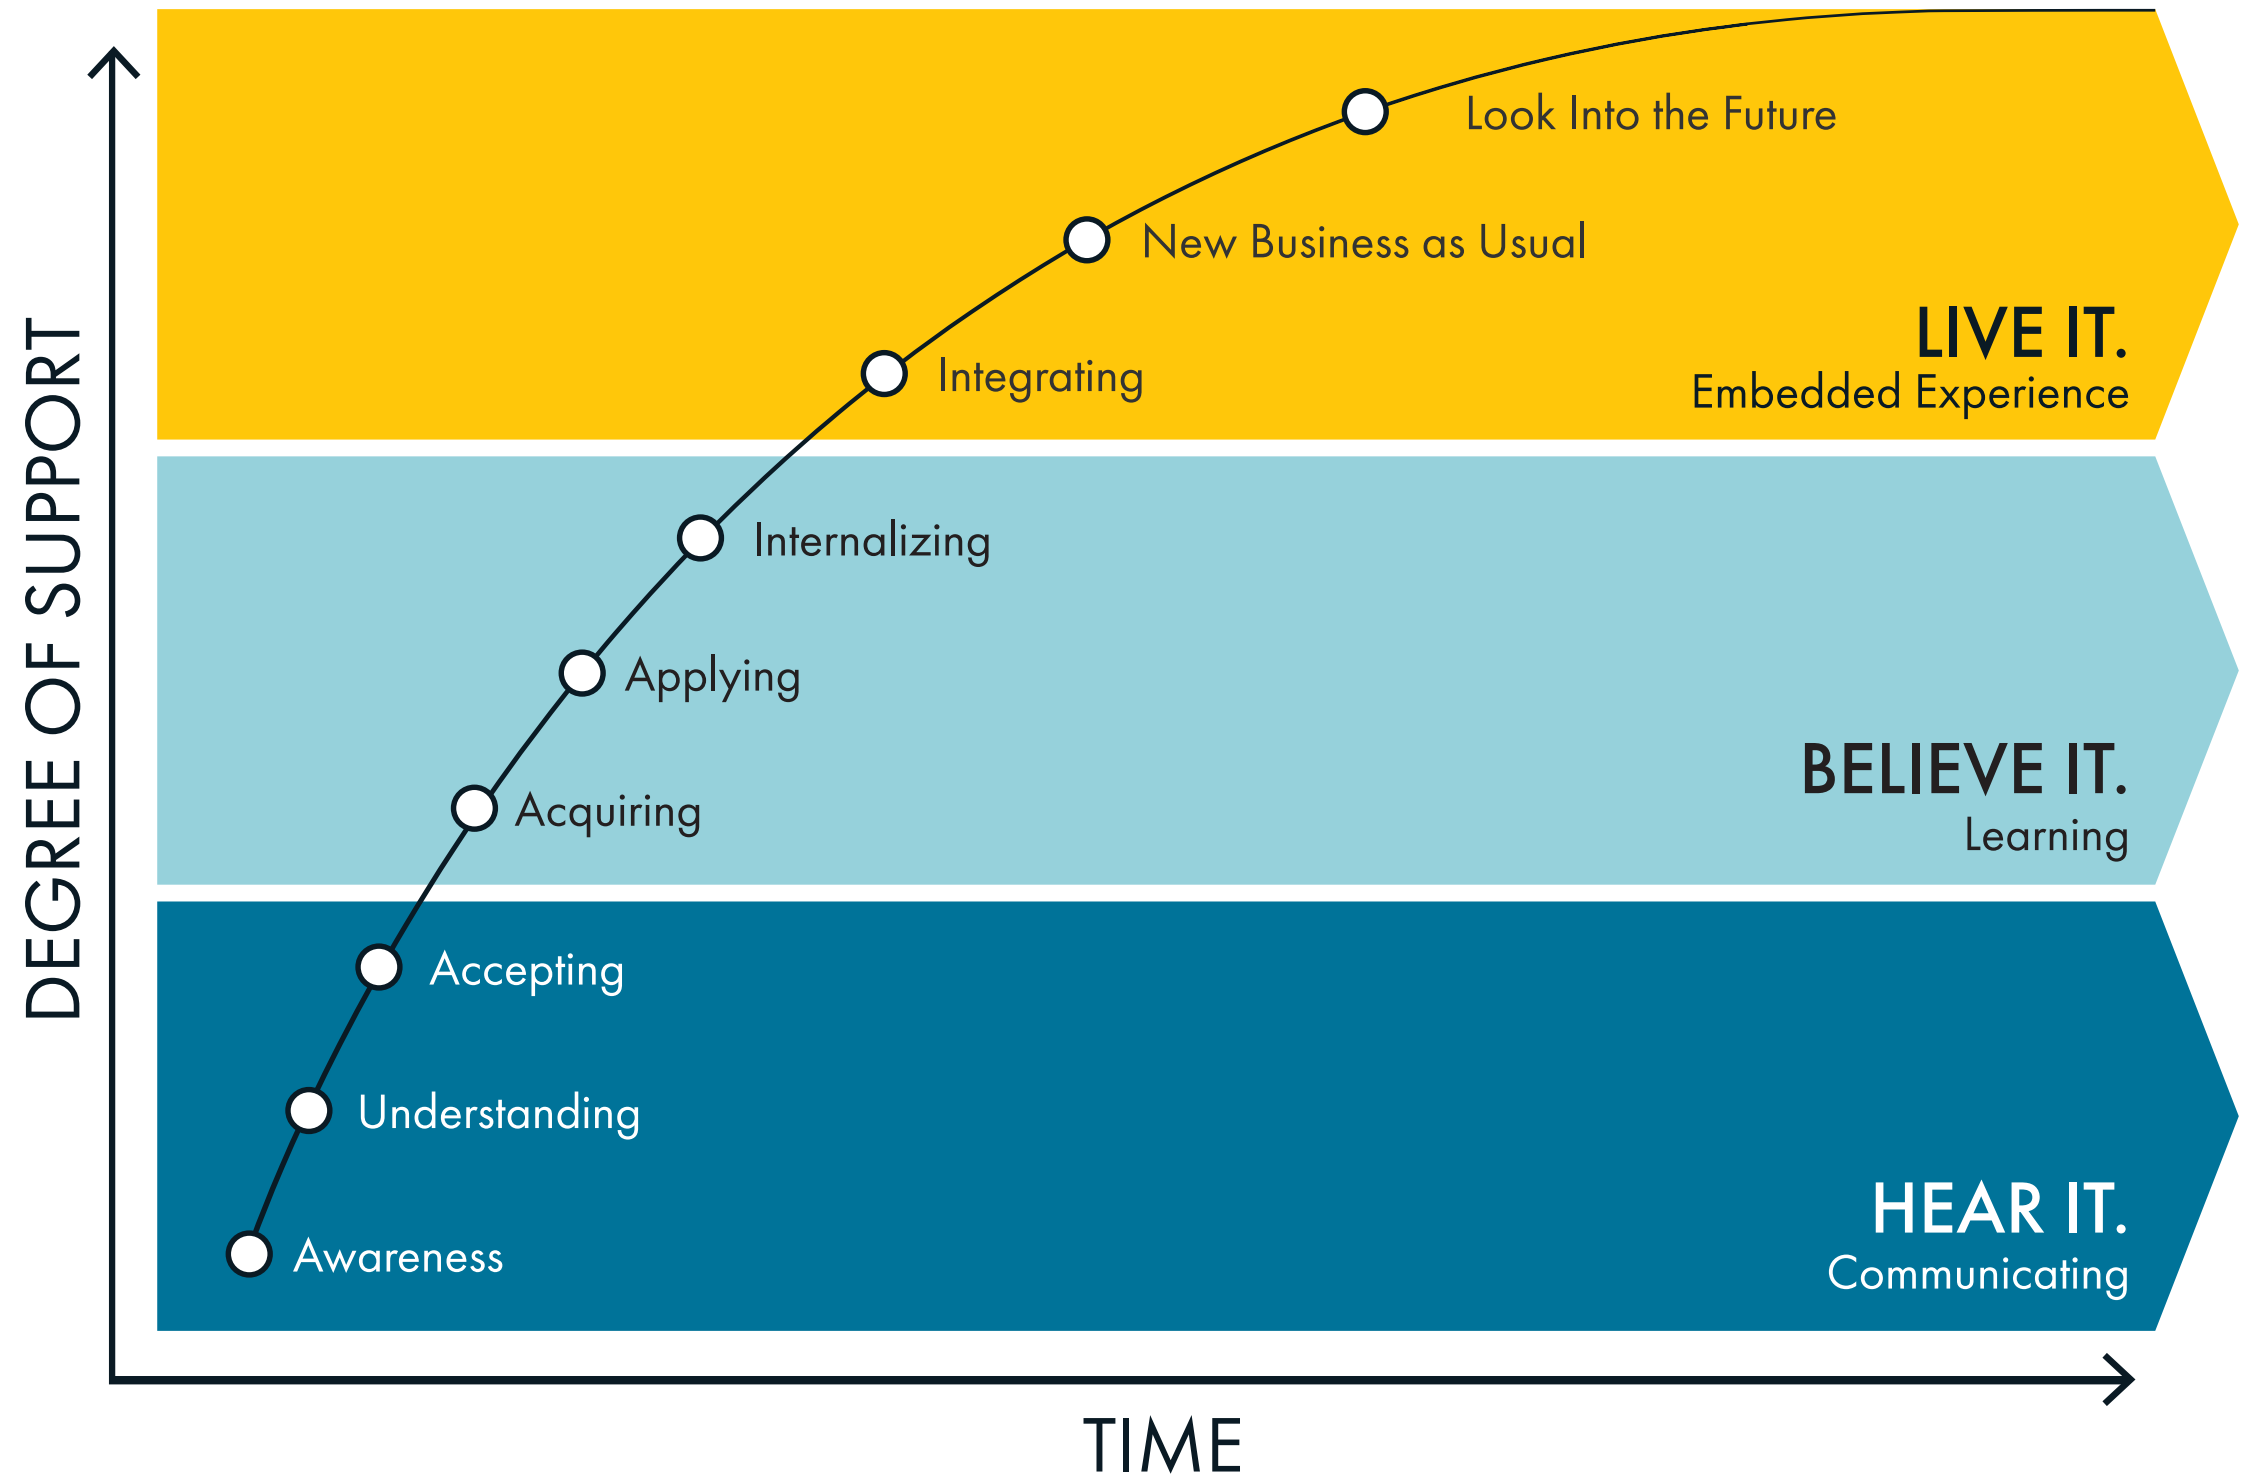 DEGREE OF SUPPORT
Look Into the Future
New Business as Usual
LIVE IT.
Embedded Experience
Integrating
Internalizing
Applying
BELIEVE IT.
Learning
Acquiring
Accepting
Understanding
HEAR IT.
Communicating
Awareness
TIME